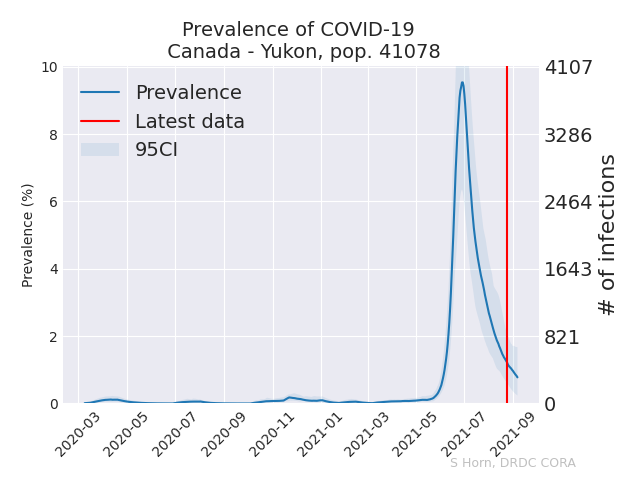 Prevalence of COVID-19
Canada - Yukon, pop. 41078
Prevalence
Latest data
95CI
Prevalence (%)
10
8
6
4
2
0
4107
3286
2464
1643
821
0
# of infections
2020-03
2020-05
2020-07
2020-09
2020-11
2021-01
2021-03
2021-05
2021-07
2021-09
S Horn, DRDC CORA